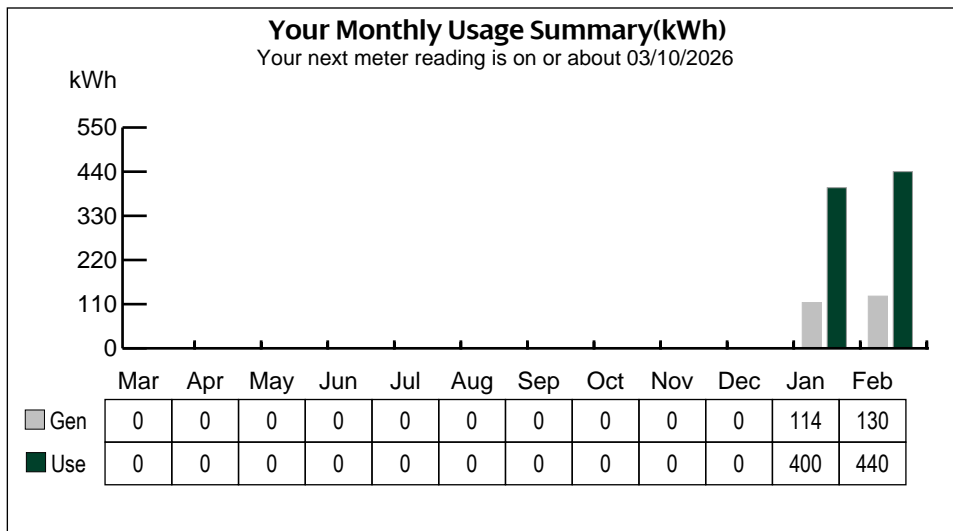 Your Monthly Usage Summary(kWh)
Your next meter reading is on or about 03/10/2026
kWh
550
440
330
220
110
0
Mar Apr May Jun Jul Aug Sep Oct Nov Dec Jan Feb
Gen 0 0 0 0 0 0 0 0 0 0 114 130
Use 0 0 0 0 0 0 0 0 0 0 400 440